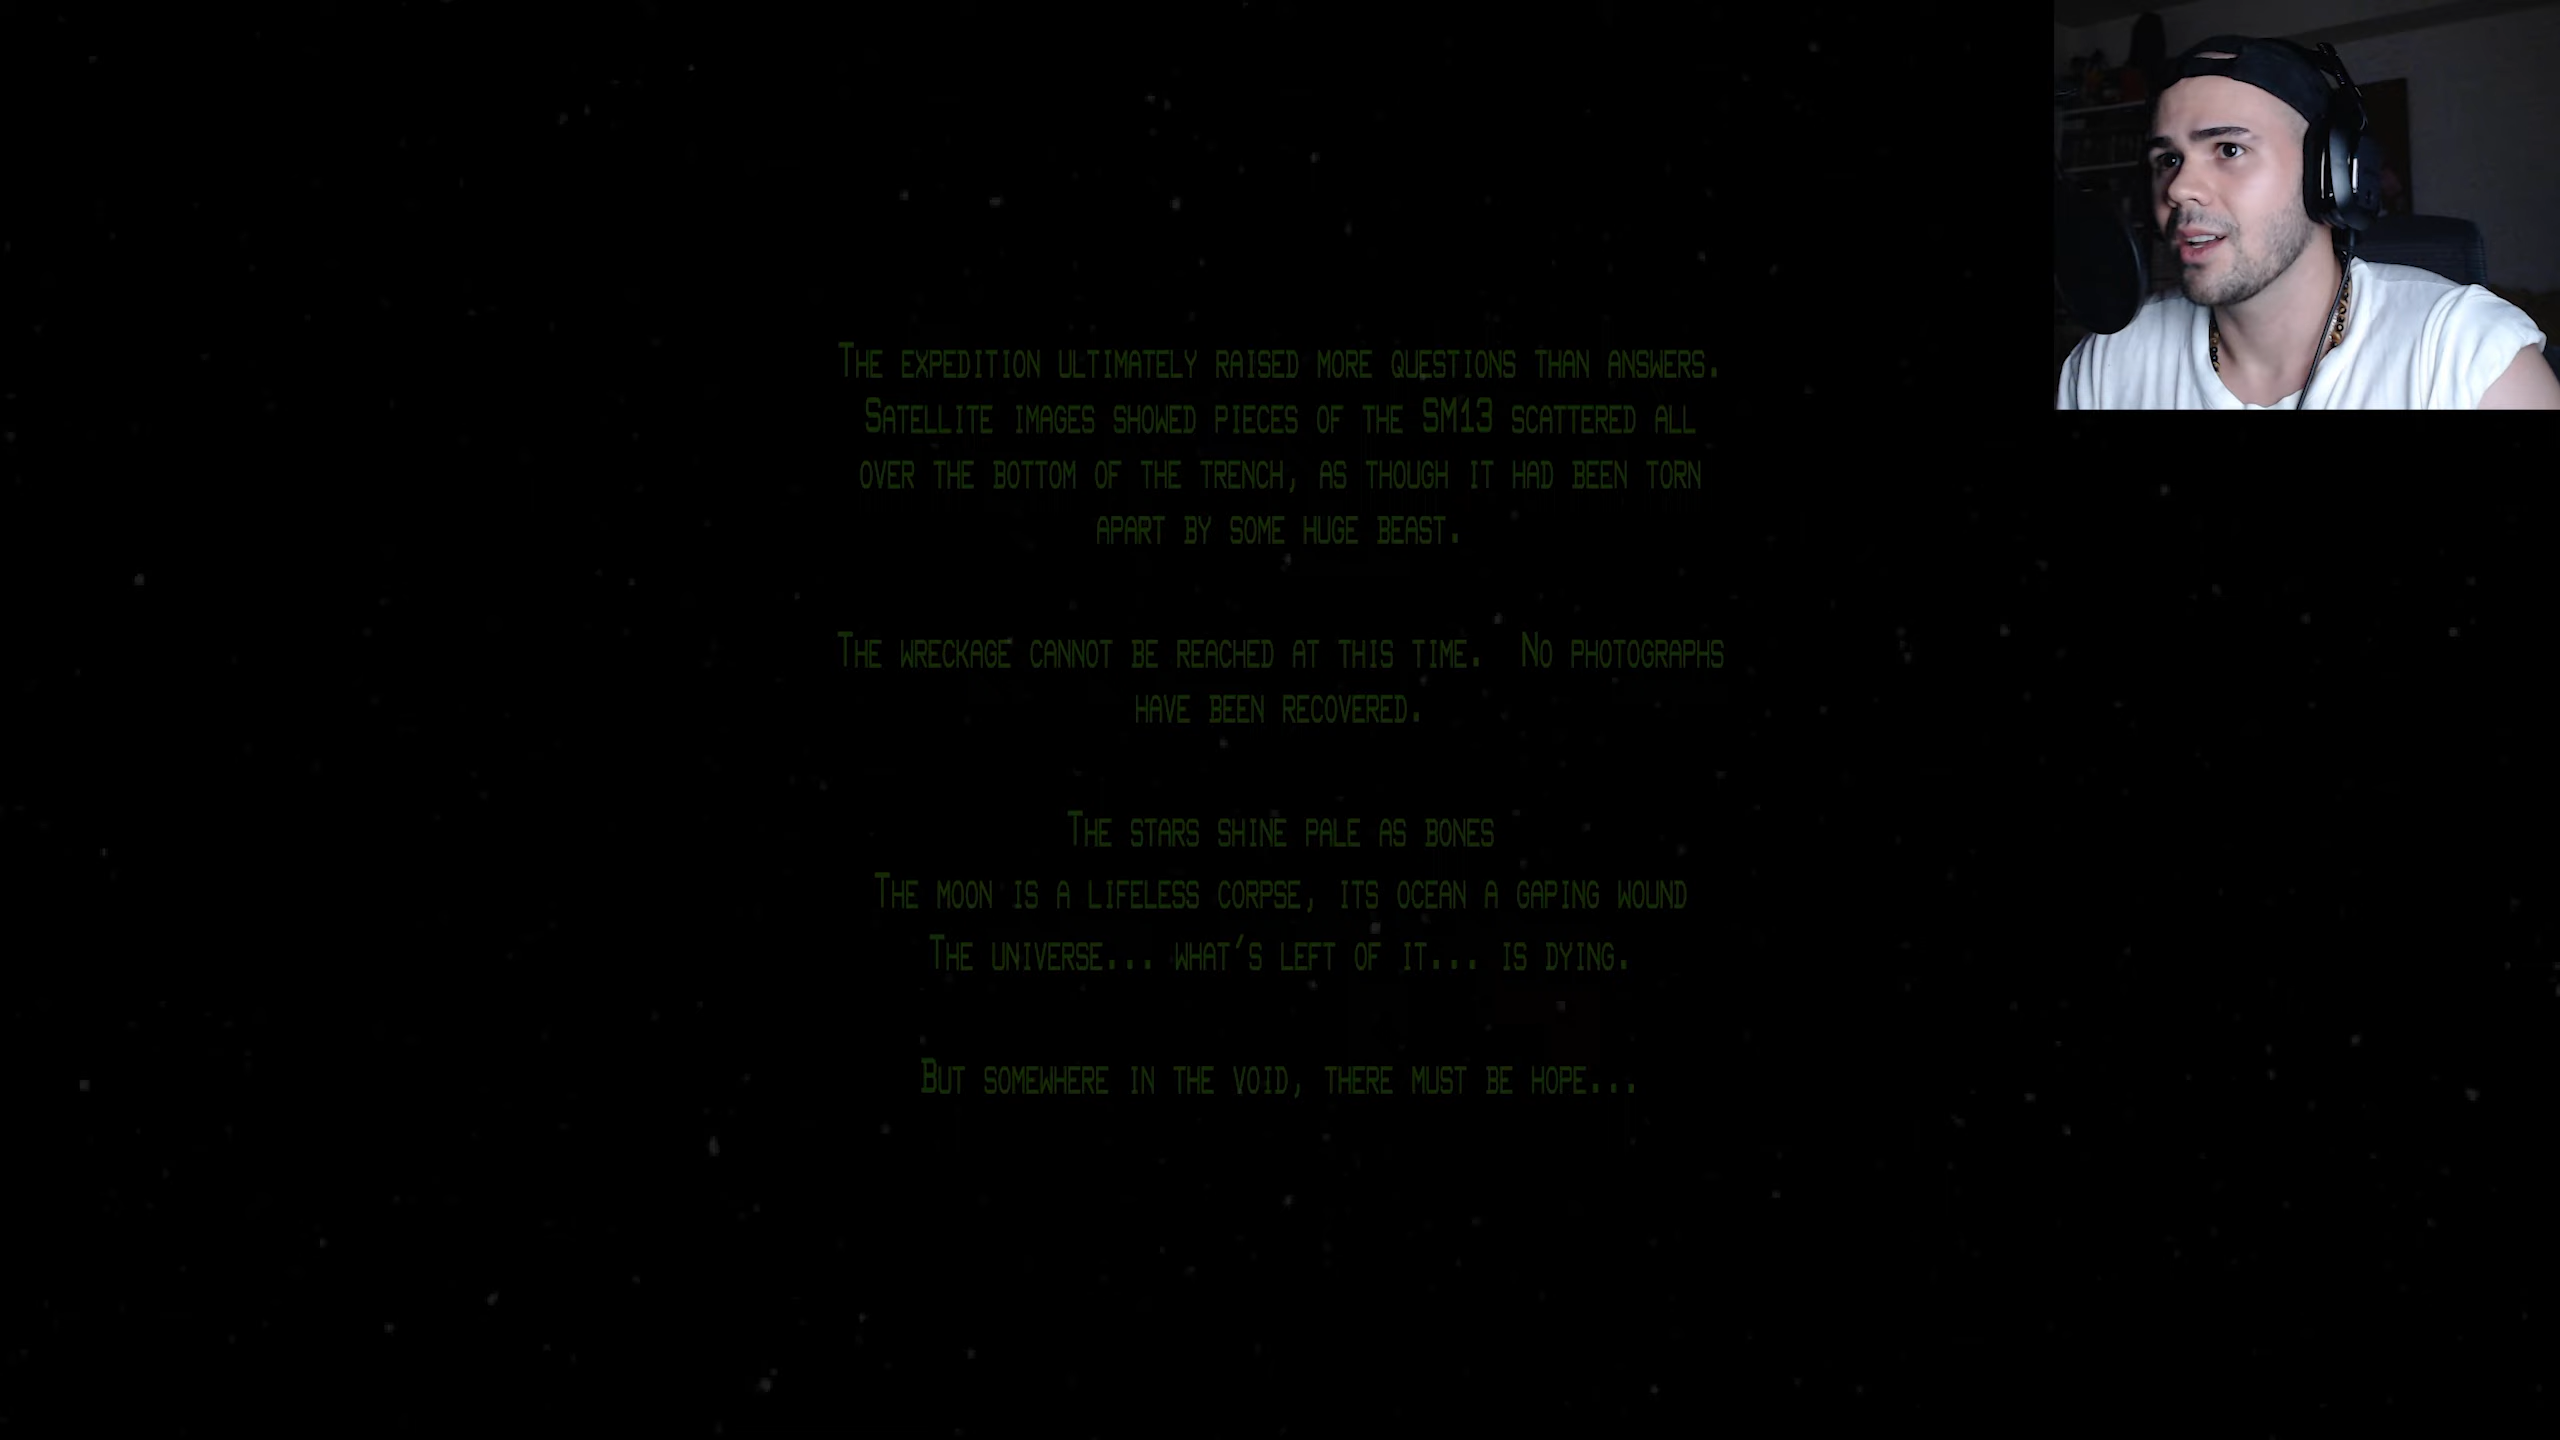 The expedition ultimately raised more questions than answers.
Satellite images showed pieces of the SM13 scattered all
over the bottom of the trench, as though it had been torn
apart by some huge beast.
The wreckage cannot be reached at this time. No photographs
have been recovered.
The stars shine pale as bones
The moon is a lifeless corpse, its ocean a gaping wound
The universe... what's left of it... is dying.
But somewhere in the void, there must be hope...